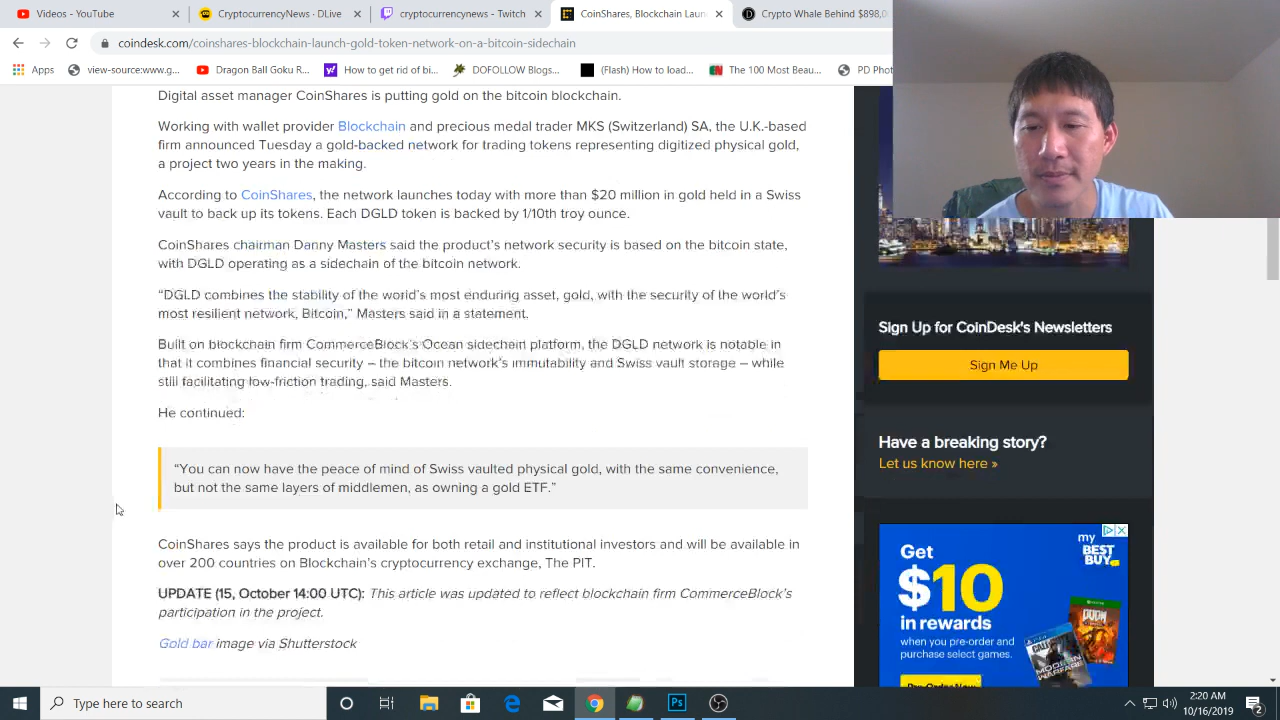 Videos - YouTube
CryptocurrencyNews - DLive
cryptocurrencynews - Twitch
CoinShares, Blockchain Laun
Crypto Whale Behind $898,0
coindesk.com/coinshares-blockchain-launch-gold-token-network-on-a-bitcoin-sidechain
Apps
view-source:www.g...
Dragon Ball Goku R...
How to get rid of bi...
DOFOLLOW Blogs...
(Flash) How to load...
The 100 Most Beau...
PD Phot
Digital asset manager CoinShares is putting gold on the bitcoin blockchain.
Working with wallet provider Blockchain and precious medal trader MKS (Switzerland) SA, the U.K.-based
firm announced Tuesday a gold-backed network for trading tokens representing digitized physical gold,
a project two years in the making.
According to CoinShares, the network launches today with more than $20 million in gold held in a Swiss
vault to back up its tokens. Each DGLD token is backed by 1/10th troy ounce.
CoinShares chairman Danny Masters said the product's network security is based on the bitcoin state,
with DGLD operating as a sidechain of the bitcoin network.
“DGLD combines the stability of the world's most enduring asset, gold, with the security of the world's
most resilient network, Bitcoin,” Masters said in a statement.
Built on blockchain firm CommerceBlock's Ocean sidechain platform, the DGLD network is notable in
that it combines financial security – the bitcoin network's immutability and Swiss vault storage – while
still facilitating low-friction trading, said Masters.
He continued:
“You can now have the peace of mind of Swiss vaulted physical gold, with the same convenience,
but not the same layers of middlemen, as owning a gold ETF.”
CoinShares says the product is available for both retail and institutional investors and will be available in
over 200 countries on Blockchain's cryptocurrency exchange, The PIT.
UPDATE (15, October 14:00 UTC): This article was updated to reflect blockchain firm CommerceBlock's
participation in the project.
Gold bar image via Shutterstock
Sign Up for CoinDesk's Newsletters
Sign Me Up
Have a breaking story?
Let us know here »
my
BEST
BUY
Get
$10
in rewards
when you pre-order and
purchase select games.
Pre-Order Now
DOOM
MODERN
WARFARE
Type here to search
2:20 AM
10/16/2019
2